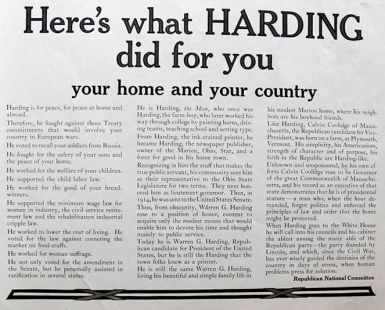 Here's what HARDING
did for you
your home and your country
Harding is for peace, for peace at home and
abroad.
Therefore, he fought against those Treaty
commitments that would involve your
country in European wars.
He voted to recall your soldiers from Russia.
He fought for the safety of your sons and
the peace of your home.
He worked for the welfare of your children.
He supported the child labor law.
He worked for the good of your bread-
winners.
He supported the minimum wage law for
women in industry, the civil service retire-
ment law and the rehabilitation industrial
cripple law.
He worked to lower the cost of living. He
voted for the law against cornering the
market on food-stuffs.
He worked for woman suffrage.
He not only voted for the amendment in
the Senate, but he personally assisted in
ratification in several states.
He is Harding, the Man, who once was
Harding, the farm-boy, who later worked his
way through college by painting barns, driv-
ing teams, teaching school and setting type.
From Harding, the ink-stained printer, he
became Harding, the newspaper publisher,
owner of the Marion, Ohio, Star, and a
force for good in his home town.
Recognizing in him the stuff that makes the
true public servant, his community sent him
as their representative to the Ohio State
Legislature for two terms. They next hon-
ored him as lieutenant governor. Then, in
1914, he was sent to the United States Senate.
Thus, from obscurity, Warren G. Harding
rose to a position of honor, content to
acquire only the modest means that would
enable him to devote his time and thought
mainly to public service.
Today he is Warren G. Harding, Repub-
lican candidate for President of the United
States, but he is still the Harding that the
town folks knew as a printer.
He is still the same Warren G. Harding,
living his beautiful and simple family life in
his modest Marion home, where his neigh-
bors are his boyhood friends.
Like Harding, Calvin Coolidge of Massa-
chusetts, the Republican candidate for Vice-
President, was born on a farm, at Plymouth,
Vermont. His simplicity, his Americanism,
strength of character and of purpose, his
faith in the Republic are Harding-like.
Unknown and unsponsored, by his own ef-
forts Calvin Coolidge rose to be Governor
of the great Commonwealth of Massachu-
setts, and his record as an executive of that
state demonstrates that he is of presidential
stature—a man who, when the hour de-
manded, forgot politics and enforced the
principles of law and order that the home
might be protected.
When Harding goes to the White House
he will call into his councils and his cabinet
the ablest among the many able of the
Republican party—the party founded by
Lincoln, and which, since the Civil War,
has ever wisely guided the destinies of the
country in days of stress, when human
problems press for solution.
Republican National Committee